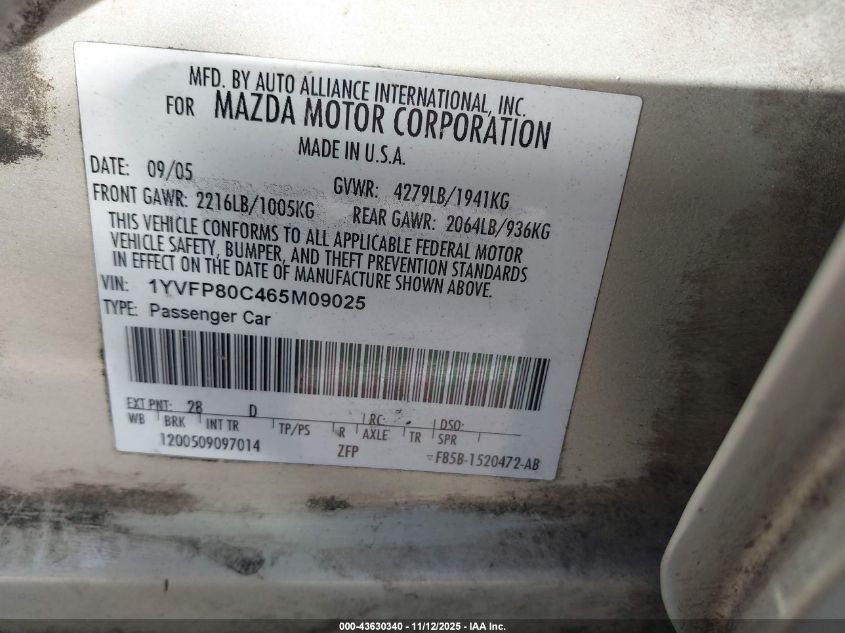 MFD. BY AUTO ALLIANCE INTERNATIONAL, INC.
FOR MAZDA MOTOR CORPORATION
MADE IN U.S.A.
DATE: 09/05 GVWR: 4279LB/1941KG
FRONT GAWR: 2216LB/1005KG REAR GAWR: 2064LB/936KG
THIS VEHICLE CONFORMS TO ALL APPLICABLE FEDERAL MOTOR
VEHICLE SAFETY, BUMPER, AND THEFT PREVENTION STANDARDS
IN EFFECT ON THE DATE OF MANUFACTURE SHOWN ABOVE.
VIN: 1YVFP80C465M09025
TYPE: Passenger Car
EXT PNT: 28 D RC: DSO:
WB BRK INT TR TP/PS R AXLE TR SPR
1200509097014 ZFP F85B-1520472-AB
000-43630340 - 11/12/2025 - IAA